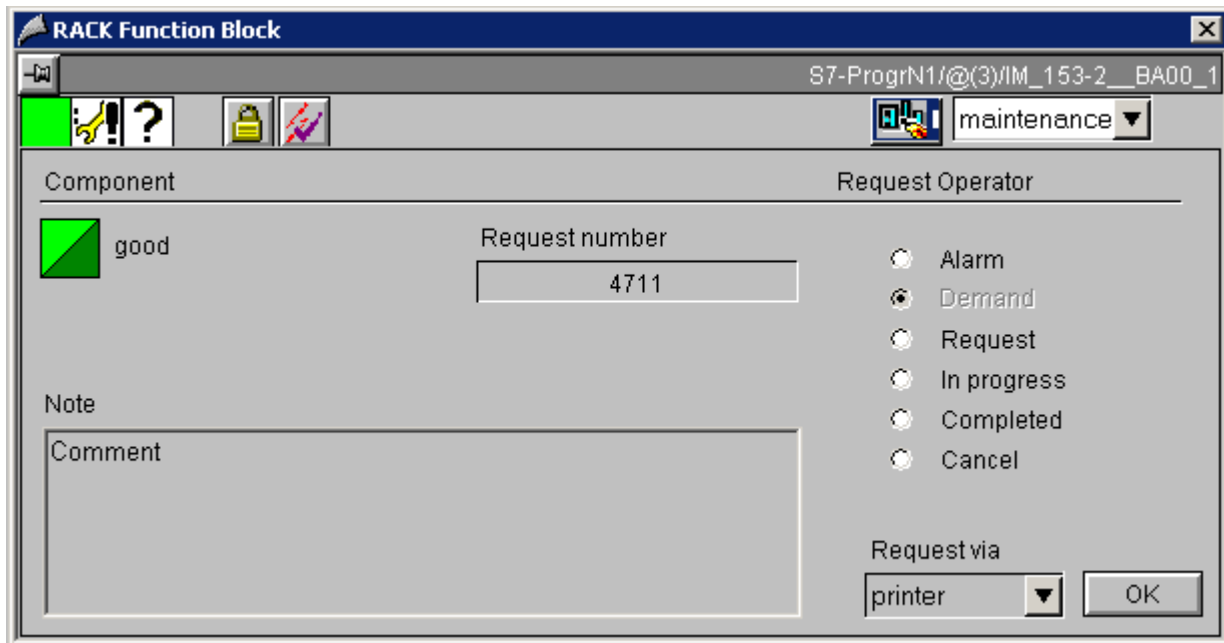 RACK Function Block
S7-ProgrN1/@(3)/IM_153-2__BA00_1
maintenance
Component
Request Operator
good
Request number
4711
Alarm
Demand
Request
In progress
Completed
Cancel
Note
Comment
Request via
printer
OK